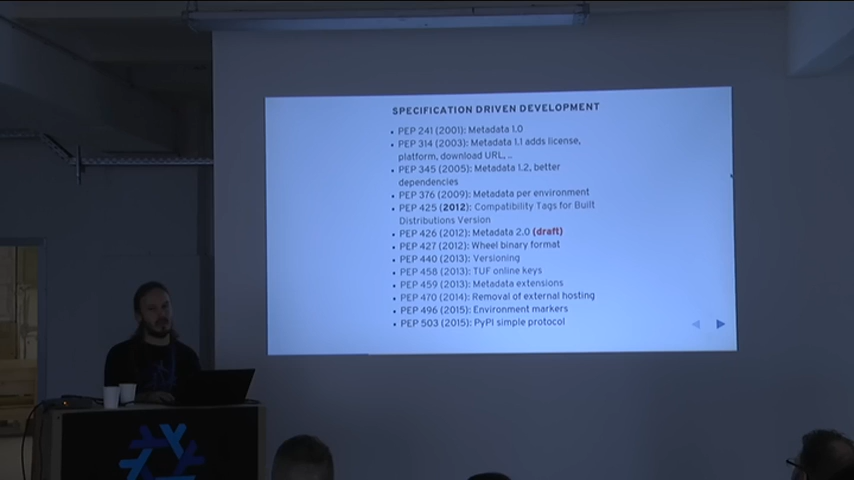 SPECIFICATION DRIVEN DEVELOPMENT
• PEP 241 (2001): Metadata 1.0
• PEP 314 (2003): Metadata 1.1 adds license,
platform, download URL, ..
• PEP 345 (2005): Metadata 1.2, better
dependencies
• PEP 376 (2009): Metadata per environment
• PEP 425 (2012): Compatibility Tags for Built
Distributions Version
• PEP 426 (2012): Metadata 2.0 (draft)
• PEP 427 (2012): Wheel binary format
• PEP 440 (2013): Versioning
• PEP 458 (2013): TUF online keys
• PEP 459 (2013): Metadata extensions
• PEP 470 (2014): Removal of external hosting
• PEP 496 (2015): Environment markers
• PEP 503 (2015): PyPI simple protocol